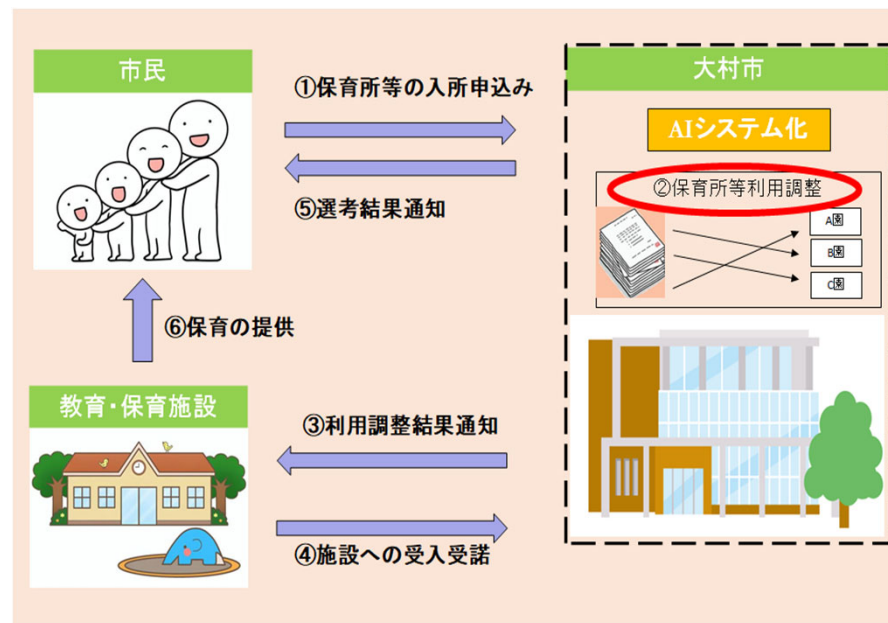 市民
①保育所等の入所申込み
⑤選考結果通知
大村市
AIシステム化
②保育所等利用調整
A園
B園
C園
⑥保育の提供
教育・保育施設
③利用調整結果通知
④施設への受入受諾